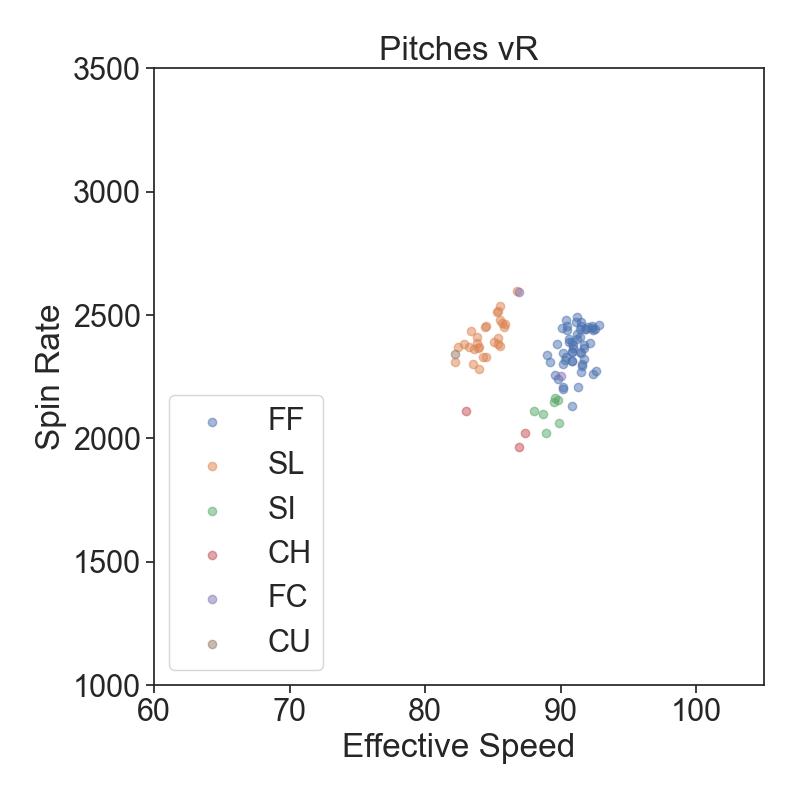 Pitches vR
3500
3000
2500
2000
1500
1000
Spin Rate
FF
SL
SI
CH
FC
CU
60 70 80 90 100
Effective Speed